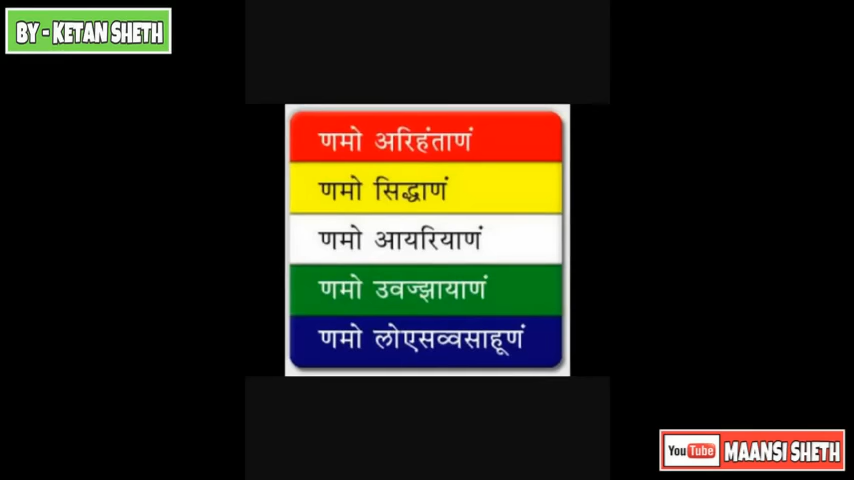 BY - KETAN SHETH
णमो अरिहंताणं
णमो सिद्धाणं
णमो आयरियाणं
णमो उवज्झायाणं
णमो लोएसव्वसाहूणं
YouTube MAANSI SHETH